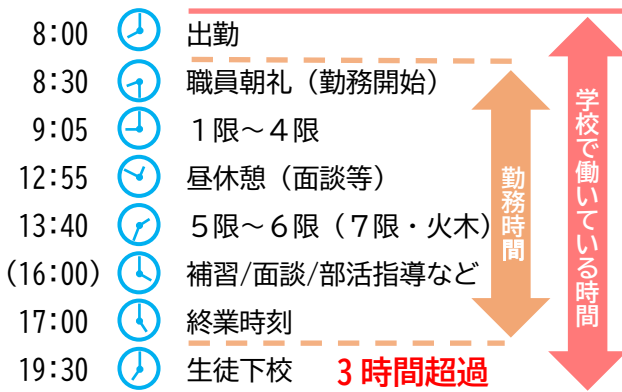 8:00 出勤
8:30 職員朝礼（勤務開始）
9:05 １限～４限
12:55 昼休憩（面談等）
13:40 ５限～６限（７限・火木）
(16:00) 補習/面談/部活指導など
17:00 終業時刻
19:30 生徒下校 ３時間超過
勤務時間
学校で働いている時間